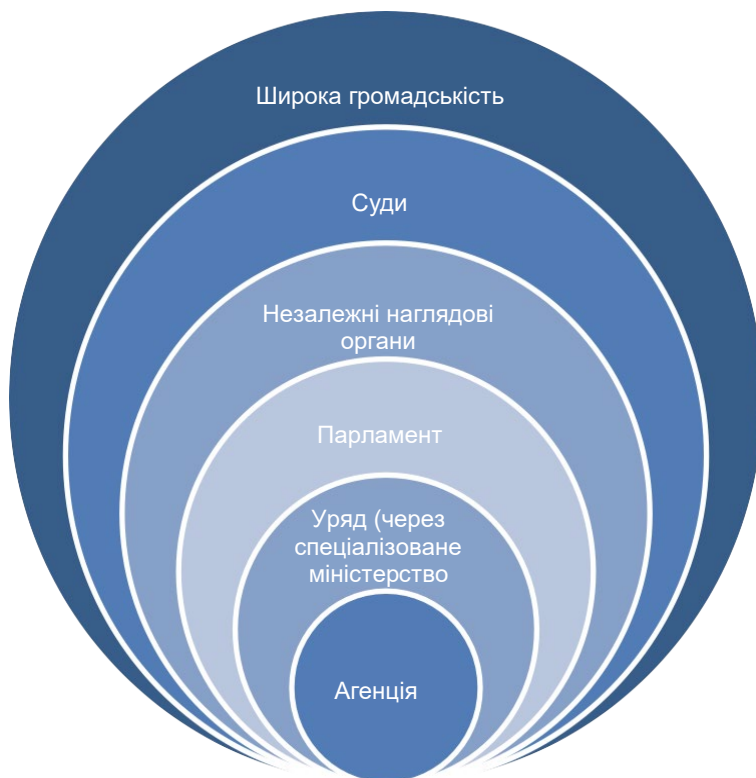 Широка громадськість
Суди
Незалежні наглядові
органи
Парламент
Уряд (через
спеціалізоване
міністерство
Агенція